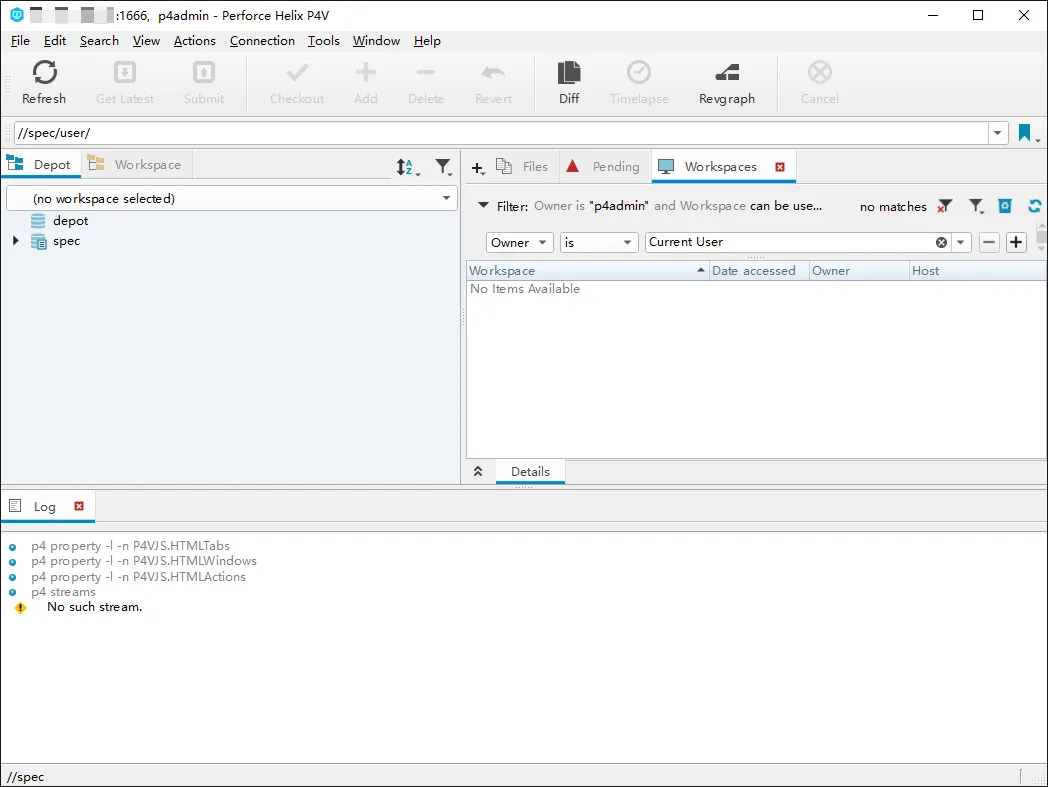 :1666, p4admin - Perforce Helix P4V
File Edit Search View Actions Connection Tools Window Help
Refresh Get Latest Submit Checkout Add Delete Revert Diff Timelapse Revgraph Cancel
//spec/user/
Depot Workspace
(no workspace selected)
depot
spec
Files Pending Workspaces
Filter: Owner is "p4admin" and Workspace can be use... no matches
Owner is Current User
Workspace Date accessed Owner Host
No Items Available
Details
Log
p4 property -l -n P4VJS.HTMLTabs
p4 property -l -n P4VJS.HTMLWindows
p4 property -l -n P4VJS.HTMLActions
p4 streams
No such stream.
//spec